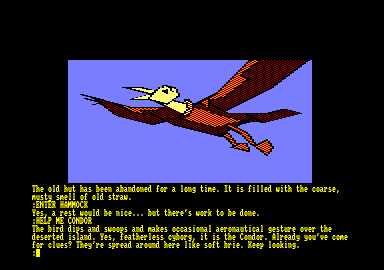 The old hut has been abandoned for a long time. It is filled with the coarse,
musty smell of old straw.
:ENTER HAMMOCK
Yes, a rest would be nice... but there's work to be done.
:HELP ME CONDOR
The bird dips and swoops and makes occasional aeronautical gesture over the
deserted island. Yes, featherless cyborg, it is the Condor. Already you've come
for clues? They're spread around here like soft brie. Keep looking.
: